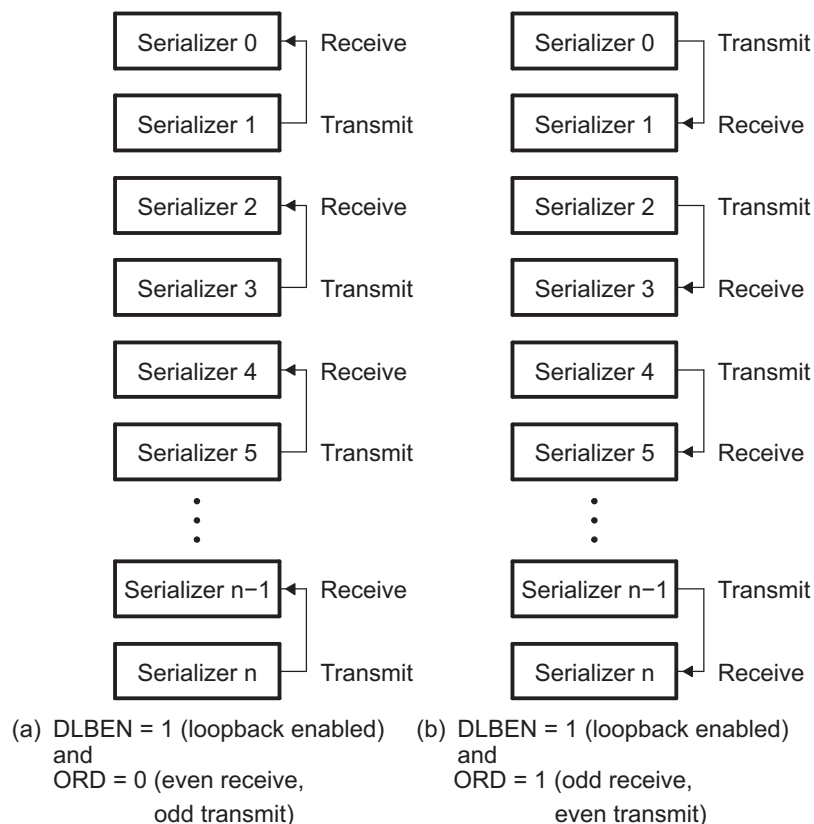 Serializer 0 Receive
Serializer 1 Transmit
Serializer 2 Receive
Serializer 3 Transmit
Serializer 4 Receive
Serializer 5 Transmit
Serializer n−1 Receive
Serializer n Transmit
(a) DLBEN = 1 (loopback enabled)
and
ORD = 0 (even receive,
odd transmit)
Serializer 0 Transmit
Serializer 1 Receive
Serializer 2 Transmit
Serializer 3 Receive
Serializer 4 Transmit
Serializer 5 Receive
Serializer n−1 Transmit
Serializer n Receive
(b) DLBEN = 1 (loopback enabled)
and
ORD = 1 (odd receive,
even transmit)